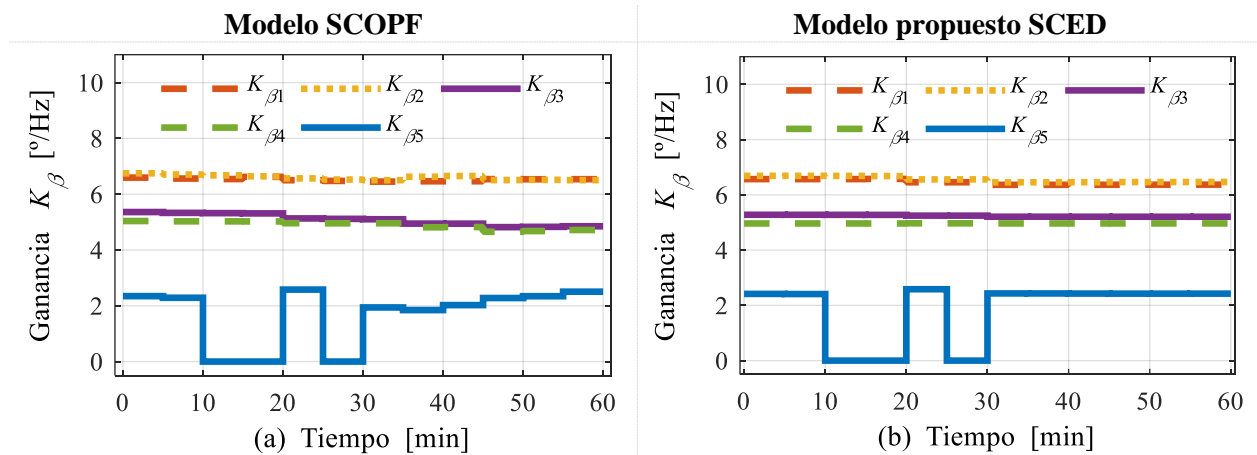 Modelo SCOPF
Ganancia K_β [º/Hz]
10
8
6
4
2
0
K_β1 K_β2 K_β3
K_β4 K_β5
0 10 20 30 40 50 60
(a) Tiempo [min]
Modelo propuesto SCED
Ganancia K_β [º/Hz]
10
8
6
4
2
0
K_β1 K_β2 K_β3
K_β4 K_β5
0 10 20 30 40 50 60
(b) Tiempo [min]